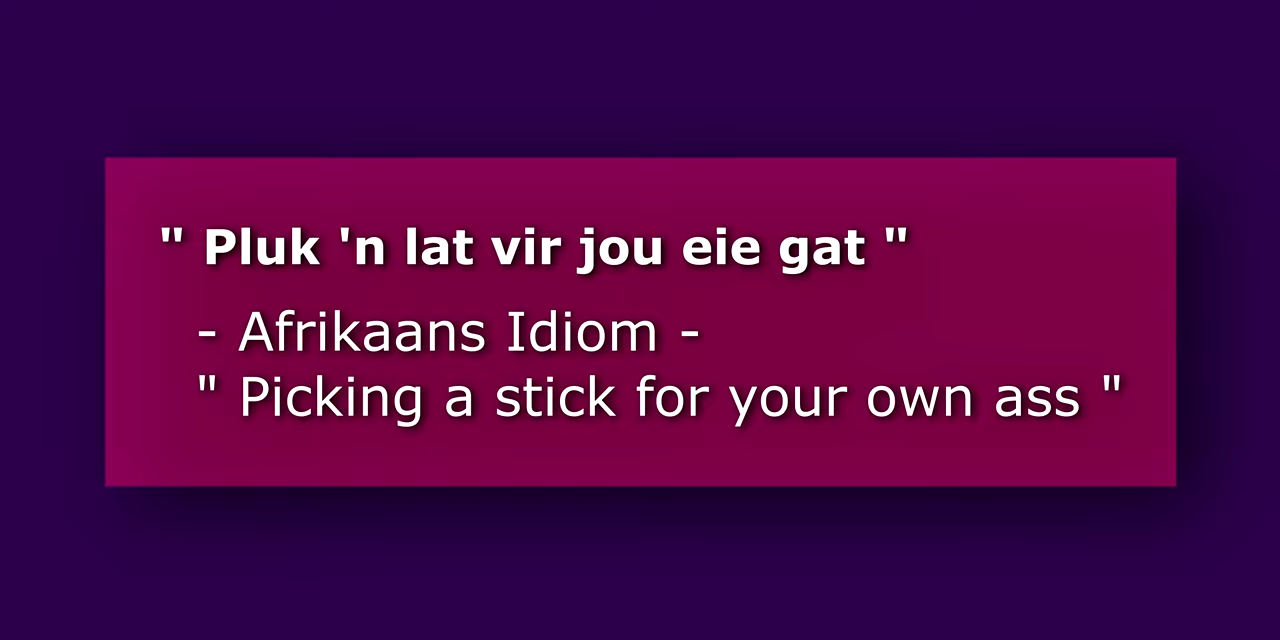 " Pluk 'n lat vir jou eie gat "
- Afrikaans Idiom -
" Picking a stick for your own ass "